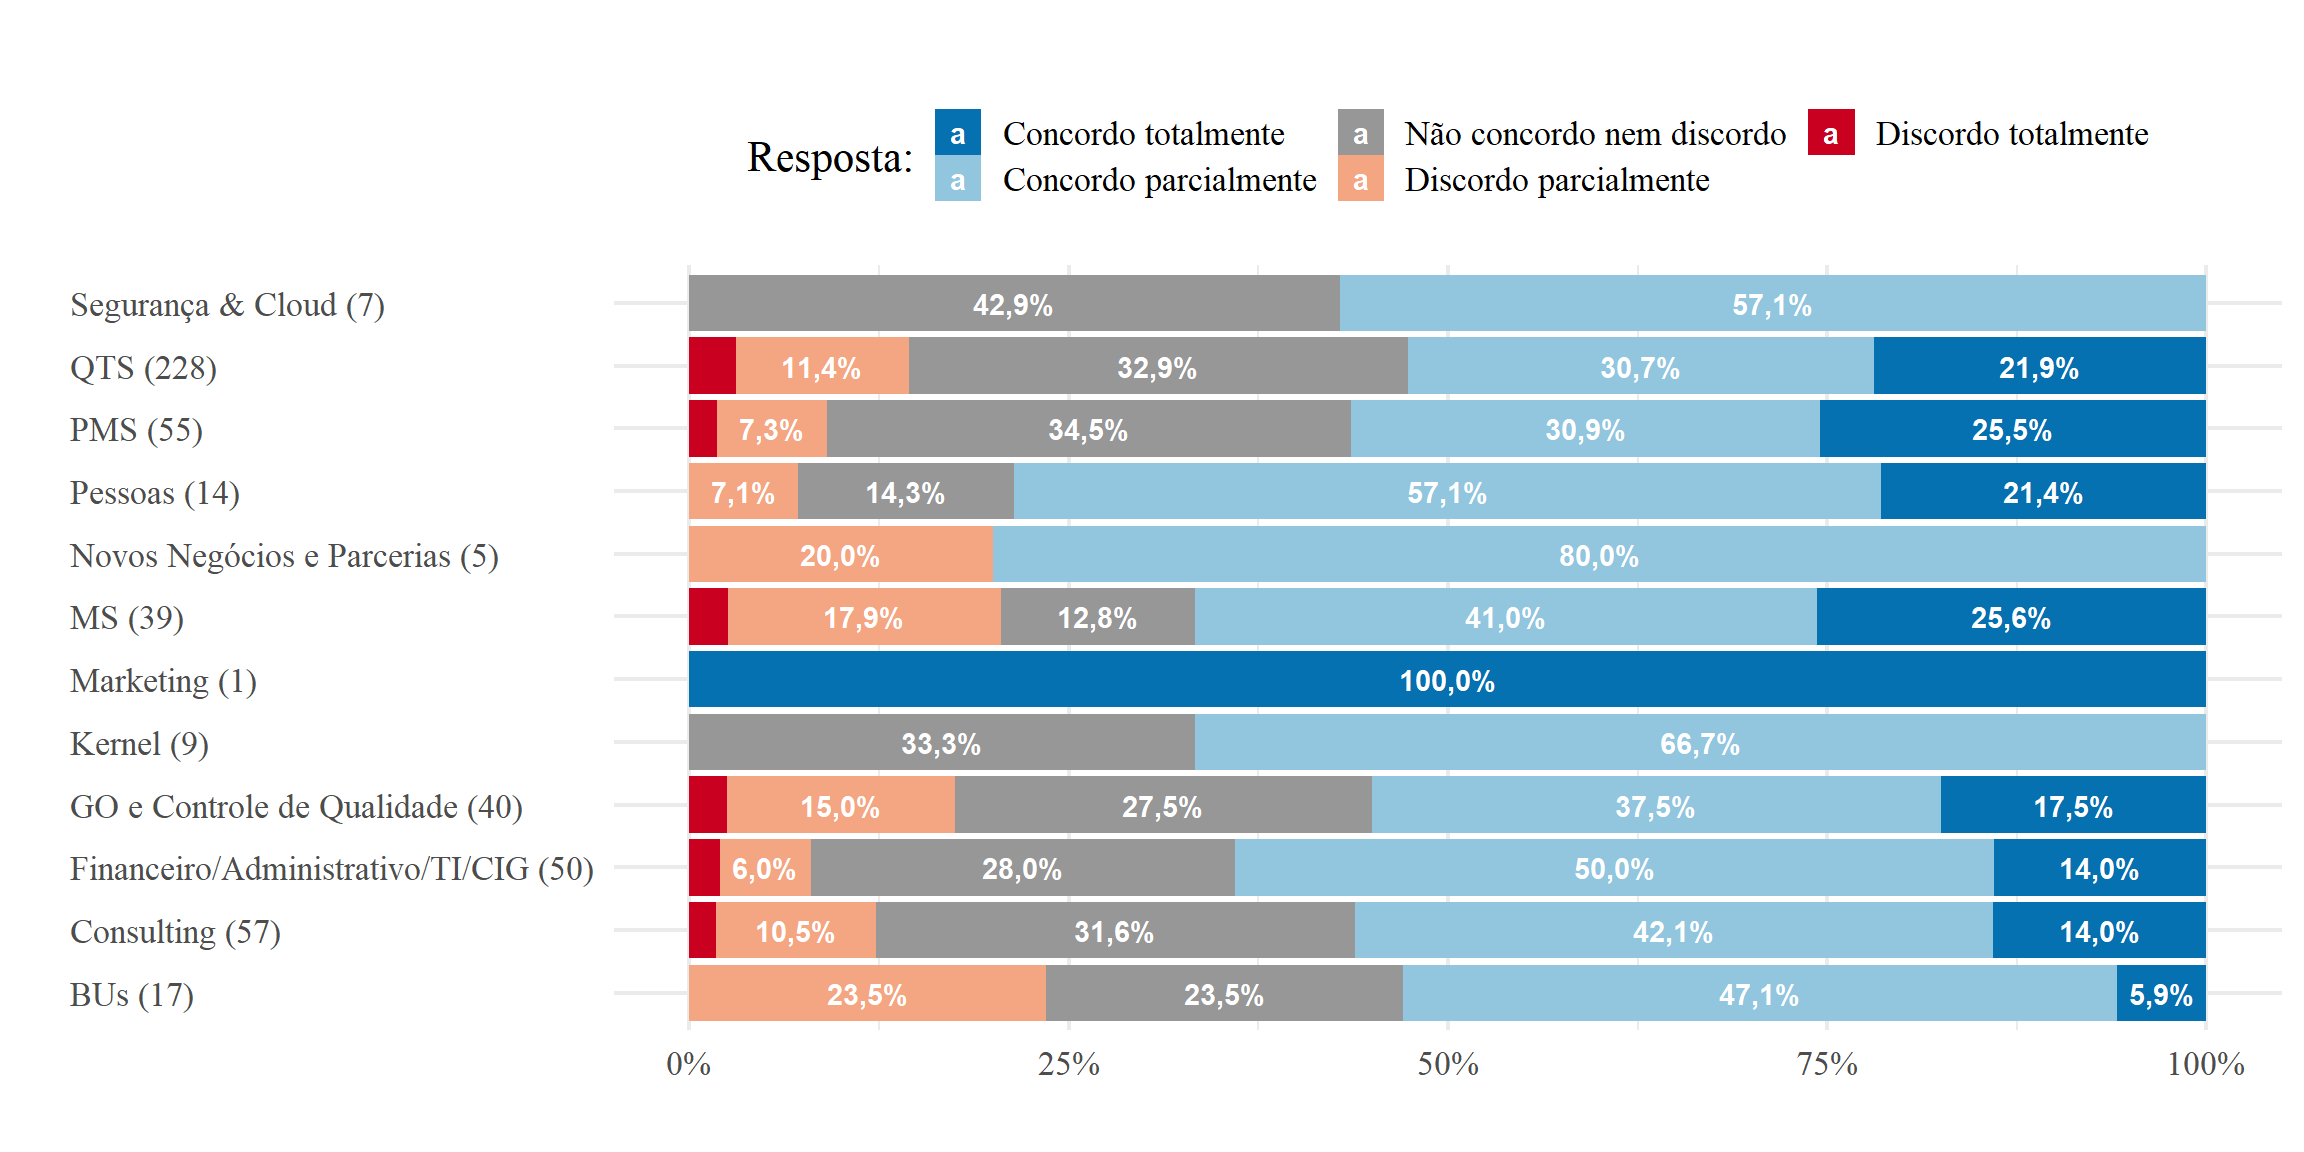 Resposta:
a Concordo totalmente a Não concordo nem discordo a Discordo totalmente
a Concordo parcialmente a Discordo parcialmente
Segurança & Cloud (7) 42,9% 57,1%
QTS (228) 11,4% 32,9% 30,7% 21,9%
PMS (55) 7,3% 34,5% 30,9% 25,5%
Pessoas (14) 7,1% 14,3% 57,1% 21,4%
Novos Negócios e Parcerias (5) 20,0% 80,0%
MS (39) 17,9% 12,8% 41,0% 25,6%
Marketing (1) 100,0%
Kernel (9) 33,3% 66,7%
GO e Controle de Qualidade (40) 15,0% 27,5% 37,5% 17,5%
Financeiro/Administrativo/TI/CIG (50) 6,0% 28,0% 50,0% 14,0%
Consulting (57) 10,5% 31,6% 42,1% 14,0%
BUs (17) 23,5% 23,5% 47,1% 5,9%
0% 25% 50% 75% 100%